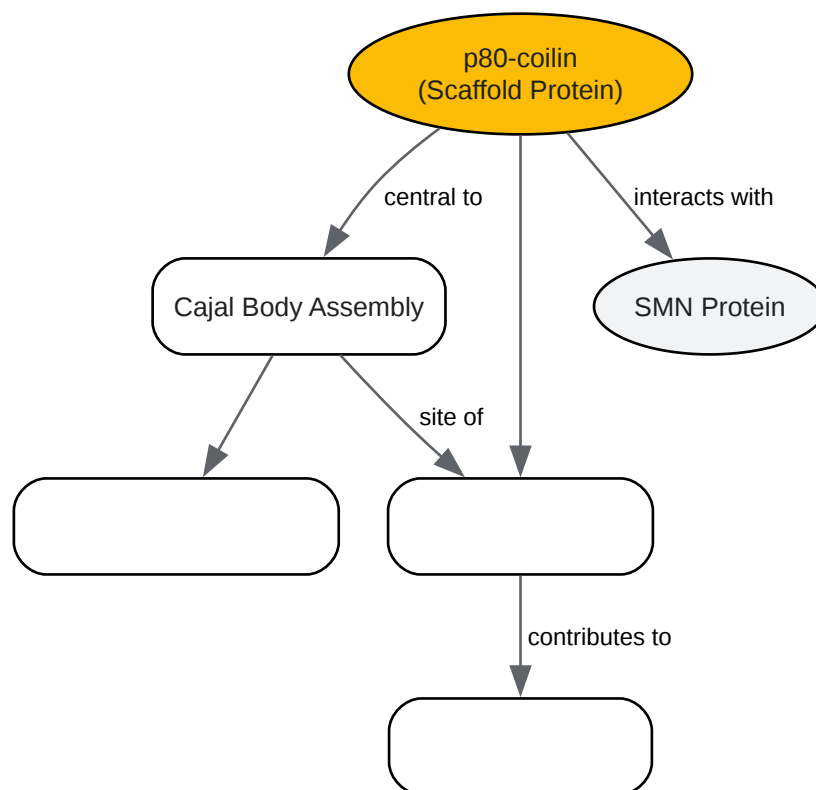 p80-coilin
(Scaffold Protein)
central to
interacts with
Cajal Body Assembly
SMN Protein
site of
contributes to